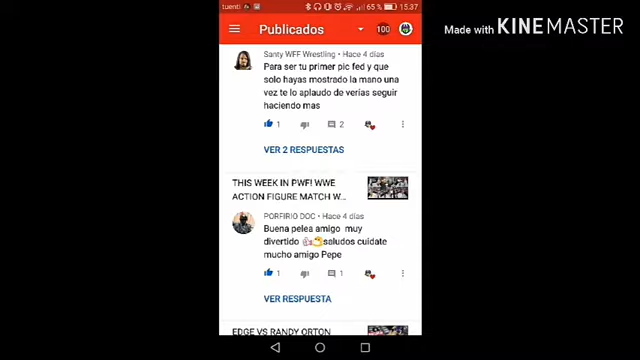 tuenti
65 % 15.37
Made with KINEMASTER
Publicados
100
Santy WFF Wrestling • Hace 4 días
Para ser tu primer pic fed y que
solo hayas mostrado la mano una
vez te lo aplaudo de verías seguir
haciendo mas
1
2
VER 2 RESPUESTAS
THIS WEEK IN PWF! WWE
ACTION FIGURE MATCH W...
PORFIRIO DOC • Hace 4 días
Buena pelea amigo muy
divertido saludos cuidate
mucho amigo Pepe
1
1
VER RESPUESTA
EDGE VS RANDY ORTON